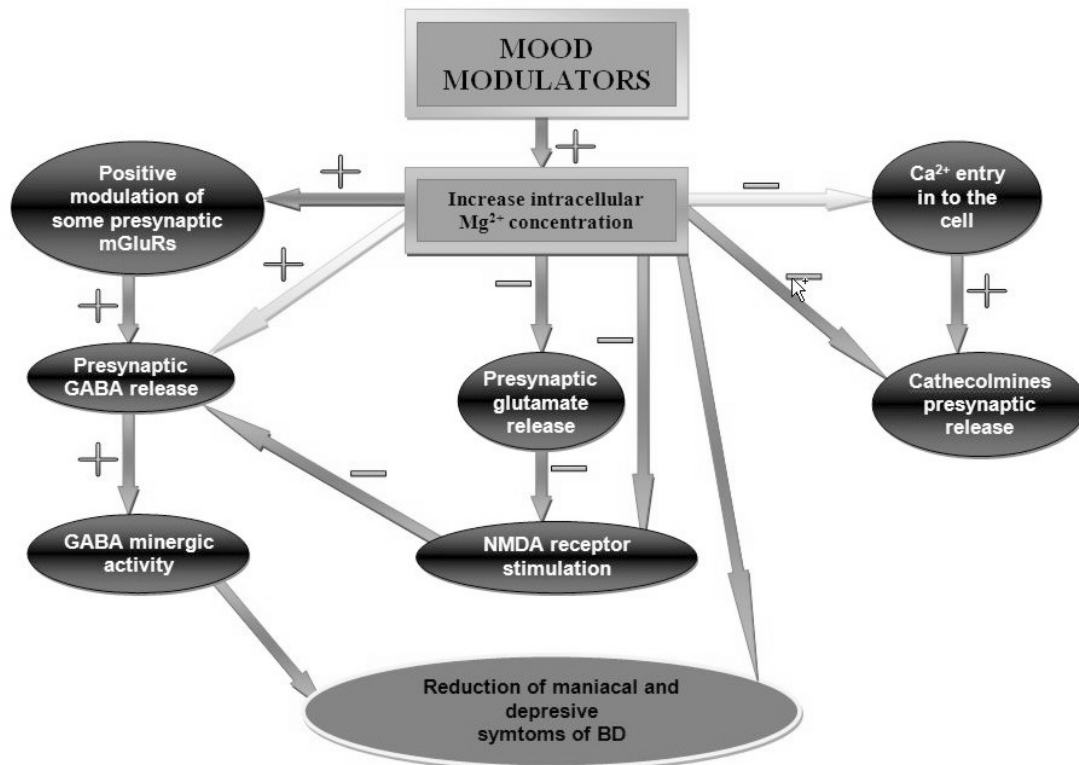 MOOD
MODULATORS
+
Increase intracellular
Mg²⁺ concentration
+
−
Positive
modulation of
some presynaptic
mGluRs
Ca²⁺ entry
in to the
cell
+
+
−
−
−
+
Presynaptic
GABA release
Presynaptic
glutamate
release
Cathecolmines
presynaptic
release
+
−
−
GABA minergic
activity
NMDA receptor
stimulation
Reduction of maniacal and
depresive
symtoms of BD